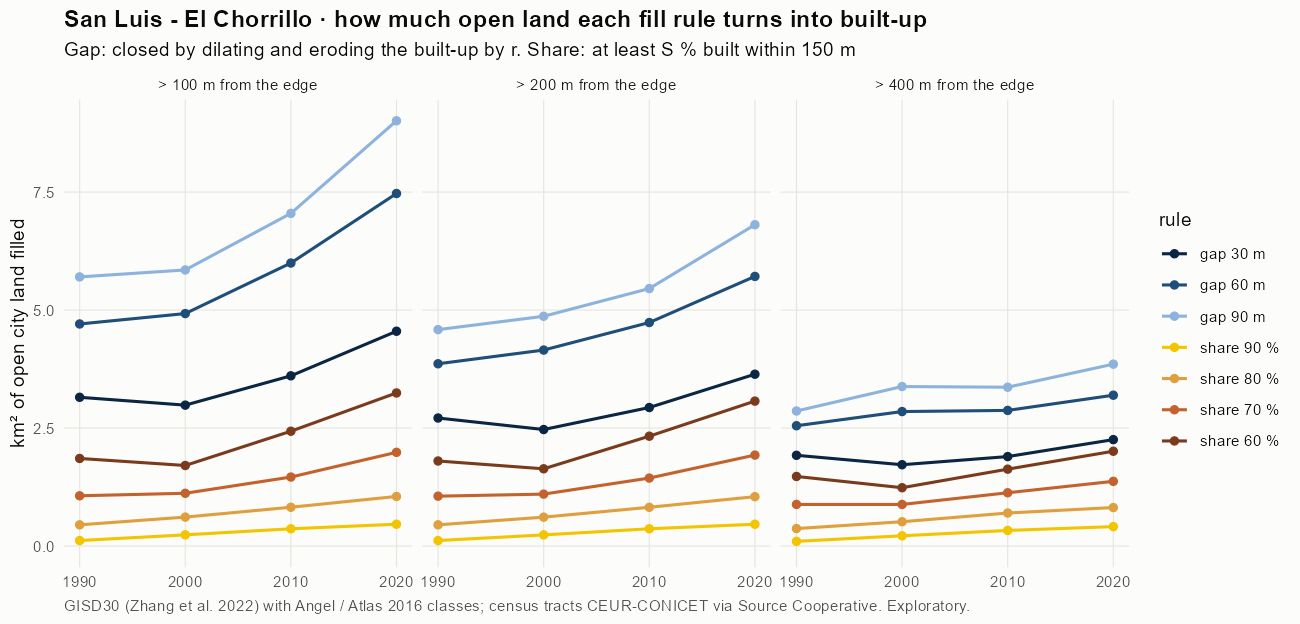 San Luis - El Chorrillo · how much open land each fill rule turns into built-up
Gap: closed by dilating and eroding the built-up by r. Share: at least S % built within 150 m
> 100 m from the edge
> 200 m from the edge
> 400 m from the edge
km² of open city land filled
7.5
5.0
2.5
0.0
1990 2000 2010 2020
1990 2000 2010 2020
1990 2000 2010 2020
rule
gap 30 m
gap 60 m
gap 90 m
share 90 %
share 80 %
share 70 %
share 60 %
GISD30 (Zhang et al. 2022) with Angel / Atlas 2016 classes; census tracts CEUR-CONICET via Source Cooperative. Exploratory.